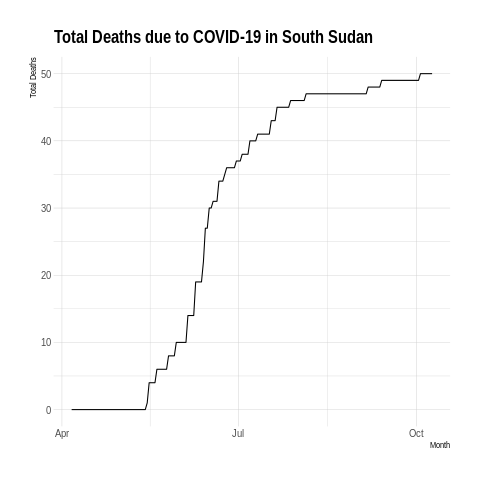 Total Deaths due to COVID-19 in South Sudan
Total Deaths
50
40
30
20
10
0
Apr
Jul
Oct
Month